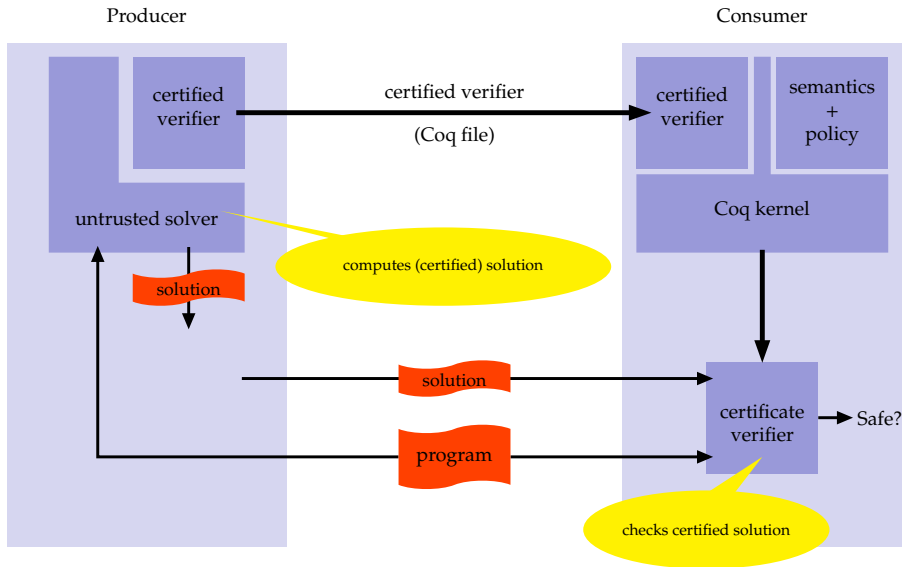 Producer
Consumer
certified
verifier
certified verifier
(Coq file)
certified
verifier
semantics
+
policy
untrusted solver
Coq kernel
computes (certified) solution
solution
solution
certificate
verifier
Safe?
program
checks certified solution